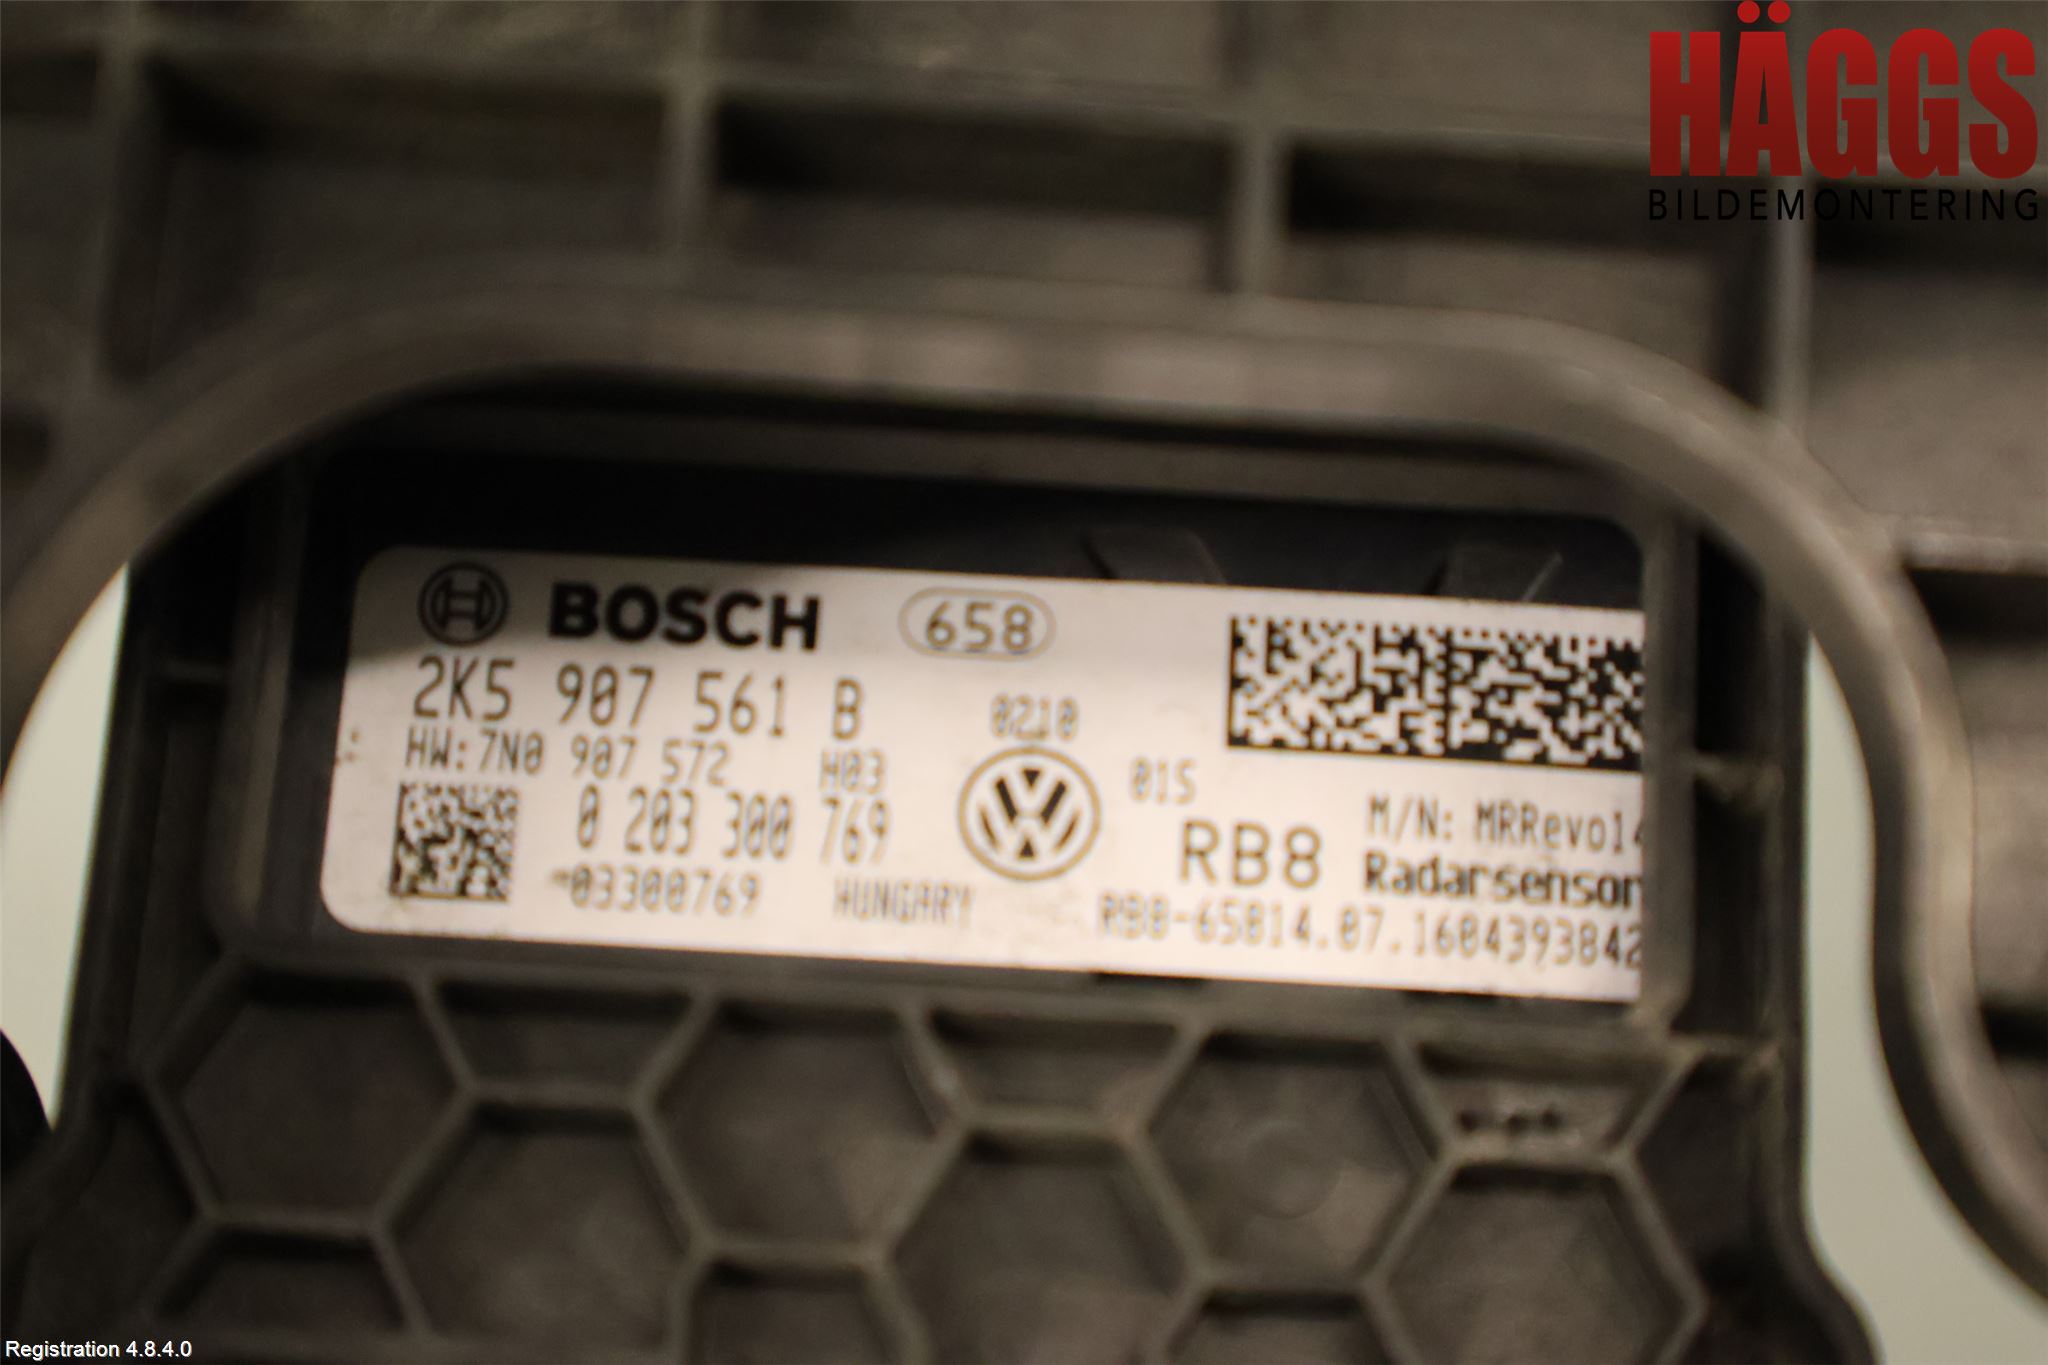 HÄGGS
BILDEMONTERING
BOSCH 658
2K5 907 561 B
0210
HW:7N0 907 572 H03
01S
0 203 300 769
RB8
M/N: MRRevo14
Radarsensor
03300769
HUNGARY
RB8-65814.07.1604393842
Registration 4.8.4.0